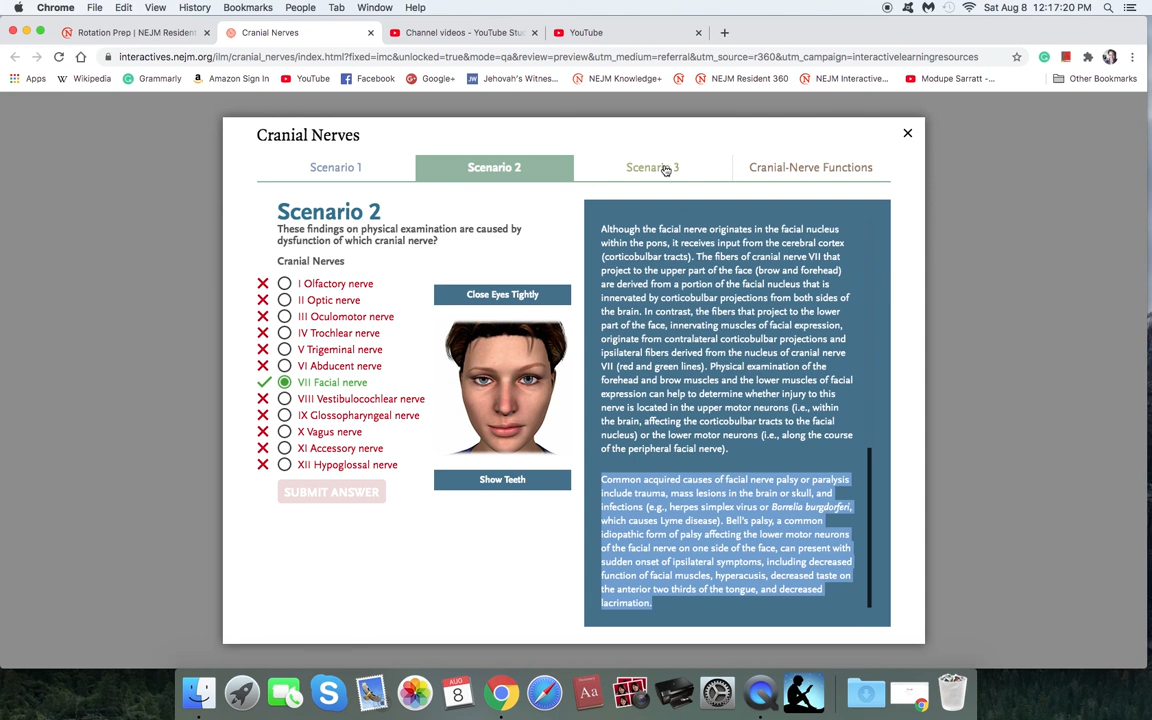 Chrome File Edit View History Bookmarks People Tab Window Help Sat Aug 8 12:17:20 PM
Rotation Prep | NEJM Resident Cranial Nerves Channel videos - YouTube Stu YouTube
interactives.nejm.org/ilm/cranial_nerves/index.html?fixed=imc&unlocked=true&mode=qa&review=preview&utm_medium=referral&utm_source=r360&utm_campaign=interactivelearningresources
Apps Wikipedia Grammarly Amazon Sign In YouTube Facebook Google+ Jehovah's Witnes... NEJM Knowledge+ NEJM Resident 360 NEJM Interactive... Modupe Sarratt -... Other Bookmarks
Cranial Nerves
Scenario 1 Scenario 2 Scenario 3 Cranial-Nerve Functions
Scenario 2
These findings on physical examination are caused by
dysfunction of which cranial nerve?
Cranial Nerves
I Olfactory nerve
II Optic nerve
III Oculomotor nerve
IV Trochlear nerve
V Trigeminal nerve
VI Abducent nerve
VII Facial nerve
VIII Vestibulocochlear nerve
IX Glossopharyngeal nerve
X Vagus nerve
XI Accessory nerve
XII Hypoglossal nerve
SUBMIT ANSWER
Close Eyes Tightly
Show Teeth
Although the facial nerve originates in the facial nucleus
within the pons, it receives input from the cerebral cortex
(corticobulbar tracts). The fibers of cranial nerve VII that
project to the upper part of the face (brow and forehead)
are derived from a portion of the facial nucleus that is
innervated by corticobulbar projections from both sides of
the brain. In contrast, the fibers that project to the lower
part of the face, innervating muscles of facial expression,
originate from contralateral corticobulbar projections and
ipsilateral fibers derived from the nucleus of cranial nerve
VII (red and green lines). Physical examination of the
forehead and brow muscles and the lower muscles of facial
expression can help to determine whether injury to this
nerve is located in the upper motor neurons (i.e., within
the brain, affecting the corticobulbar tracts to the facial
nucleus) or the lower motor neurons (i.e., along the course
of the peripheral facial nerve).
Common acquired causes of facial nerve palsy or paralysis
include trauma, mass lesions in the brain or skull, and
infections (e.g., herpes simplex virus or Borrelia burgdorferi,
which causes Lyme disease). Bell's palsy, a common
idiopathic form of palsy affecting the lower motor neurons
of the facial nerve on one side of the face, can present with
sudden onset of ipsilateral symptoms, including decreased
function of facial muscles, hyperacusis, decreased taste on
the anterior two thirds of the tongue, and decreased
lacrimation.
AUG
8
Aa